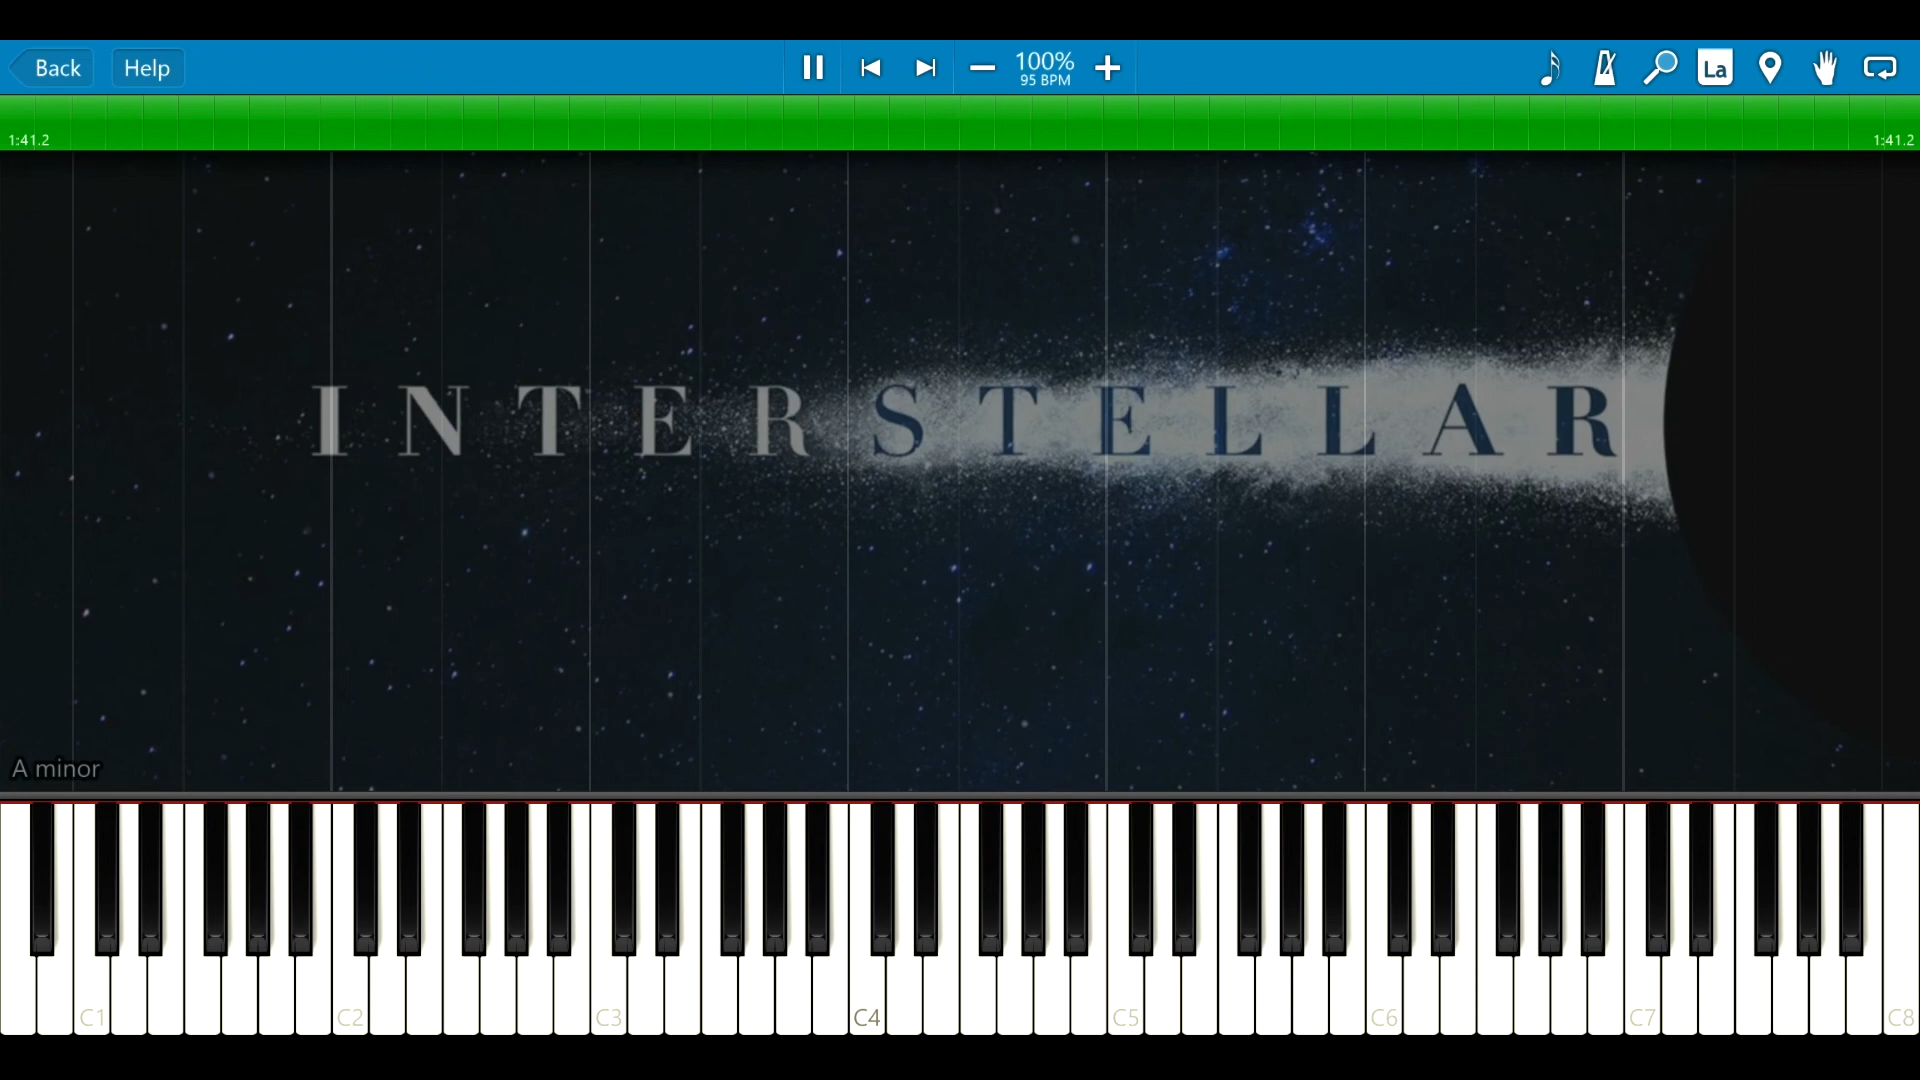 Back Help 100% La
95 BPM
1:41.2 1:41.2
INTERSTELLAR
A minor
C1 C2 C3 C4 C5 C6 C7 C8